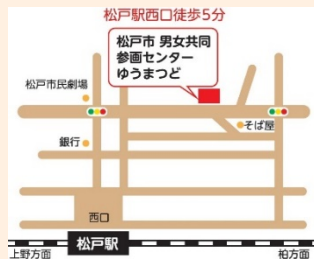 松戸駅西口徒歩5分
松戸市 男女共同
参画センター
ゆうまつど
松戸市民劇場
そば屋
銀行
西口
松戸駅
上野方面
柏方面